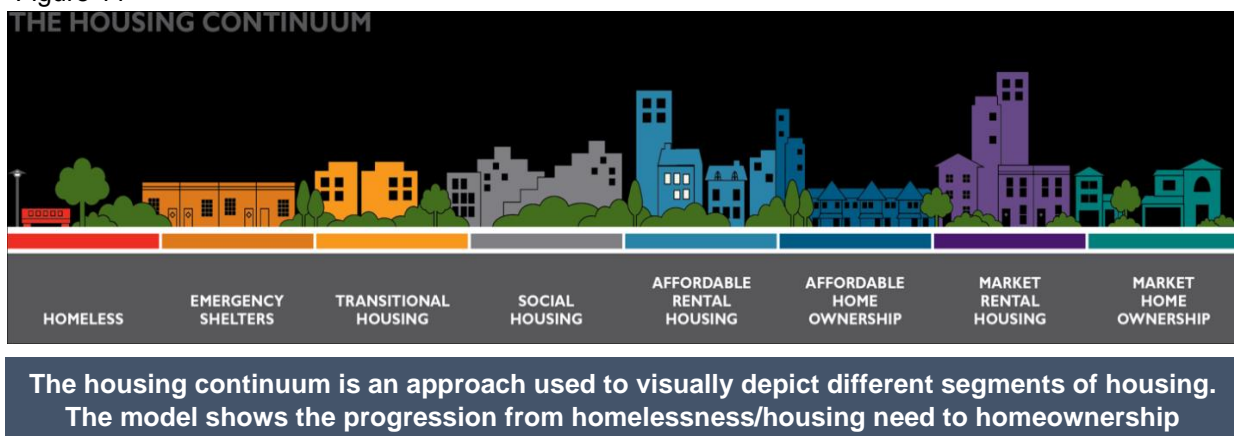 THE HOUSING CONTINUUM
HOMELESS
EMERGENCY
SHELTERS
TRANSITIONAL
HOUSING
SOCIAL
HOUSING
AFFORDABLE
RENTAL
HOUSING
AFFORDABLE
HOME
OWNERSHIP
MARKET
RENTAL
HOUSING
MARKET
HOME
OWNERSHIP
The housing continuum is an approach used to visually depict different segments of housing.
The model shows the progression from homelessness/housing need to homeownership